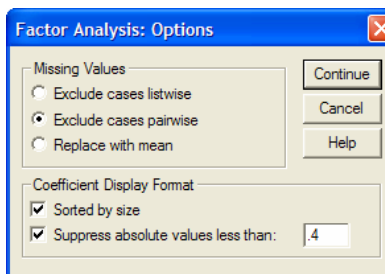 Factor Analysis: Options
Missing Values
Exclude cases listwise
Exclude cases pairwise
Replace with mean
Continue
Cancel
Help
Coefficient Display Format
Sorted by size
Suppress absolute values less than: .4